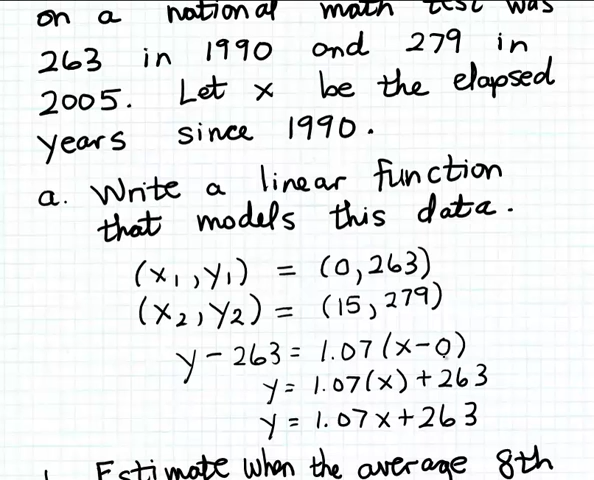 on a national math test was
263 in 1990 and 279 in
2005. Let x be the elapsed
years since 1990.
a. Write a linear function
that models this data.
(x₁, y₁) = (0, 263)
(x₂, y₂) = (15, 279)
y - 263 = 1.07(x-0)
y = 1.07(x) + 263
y = 1.07x + 263
Estimate when the average 8th